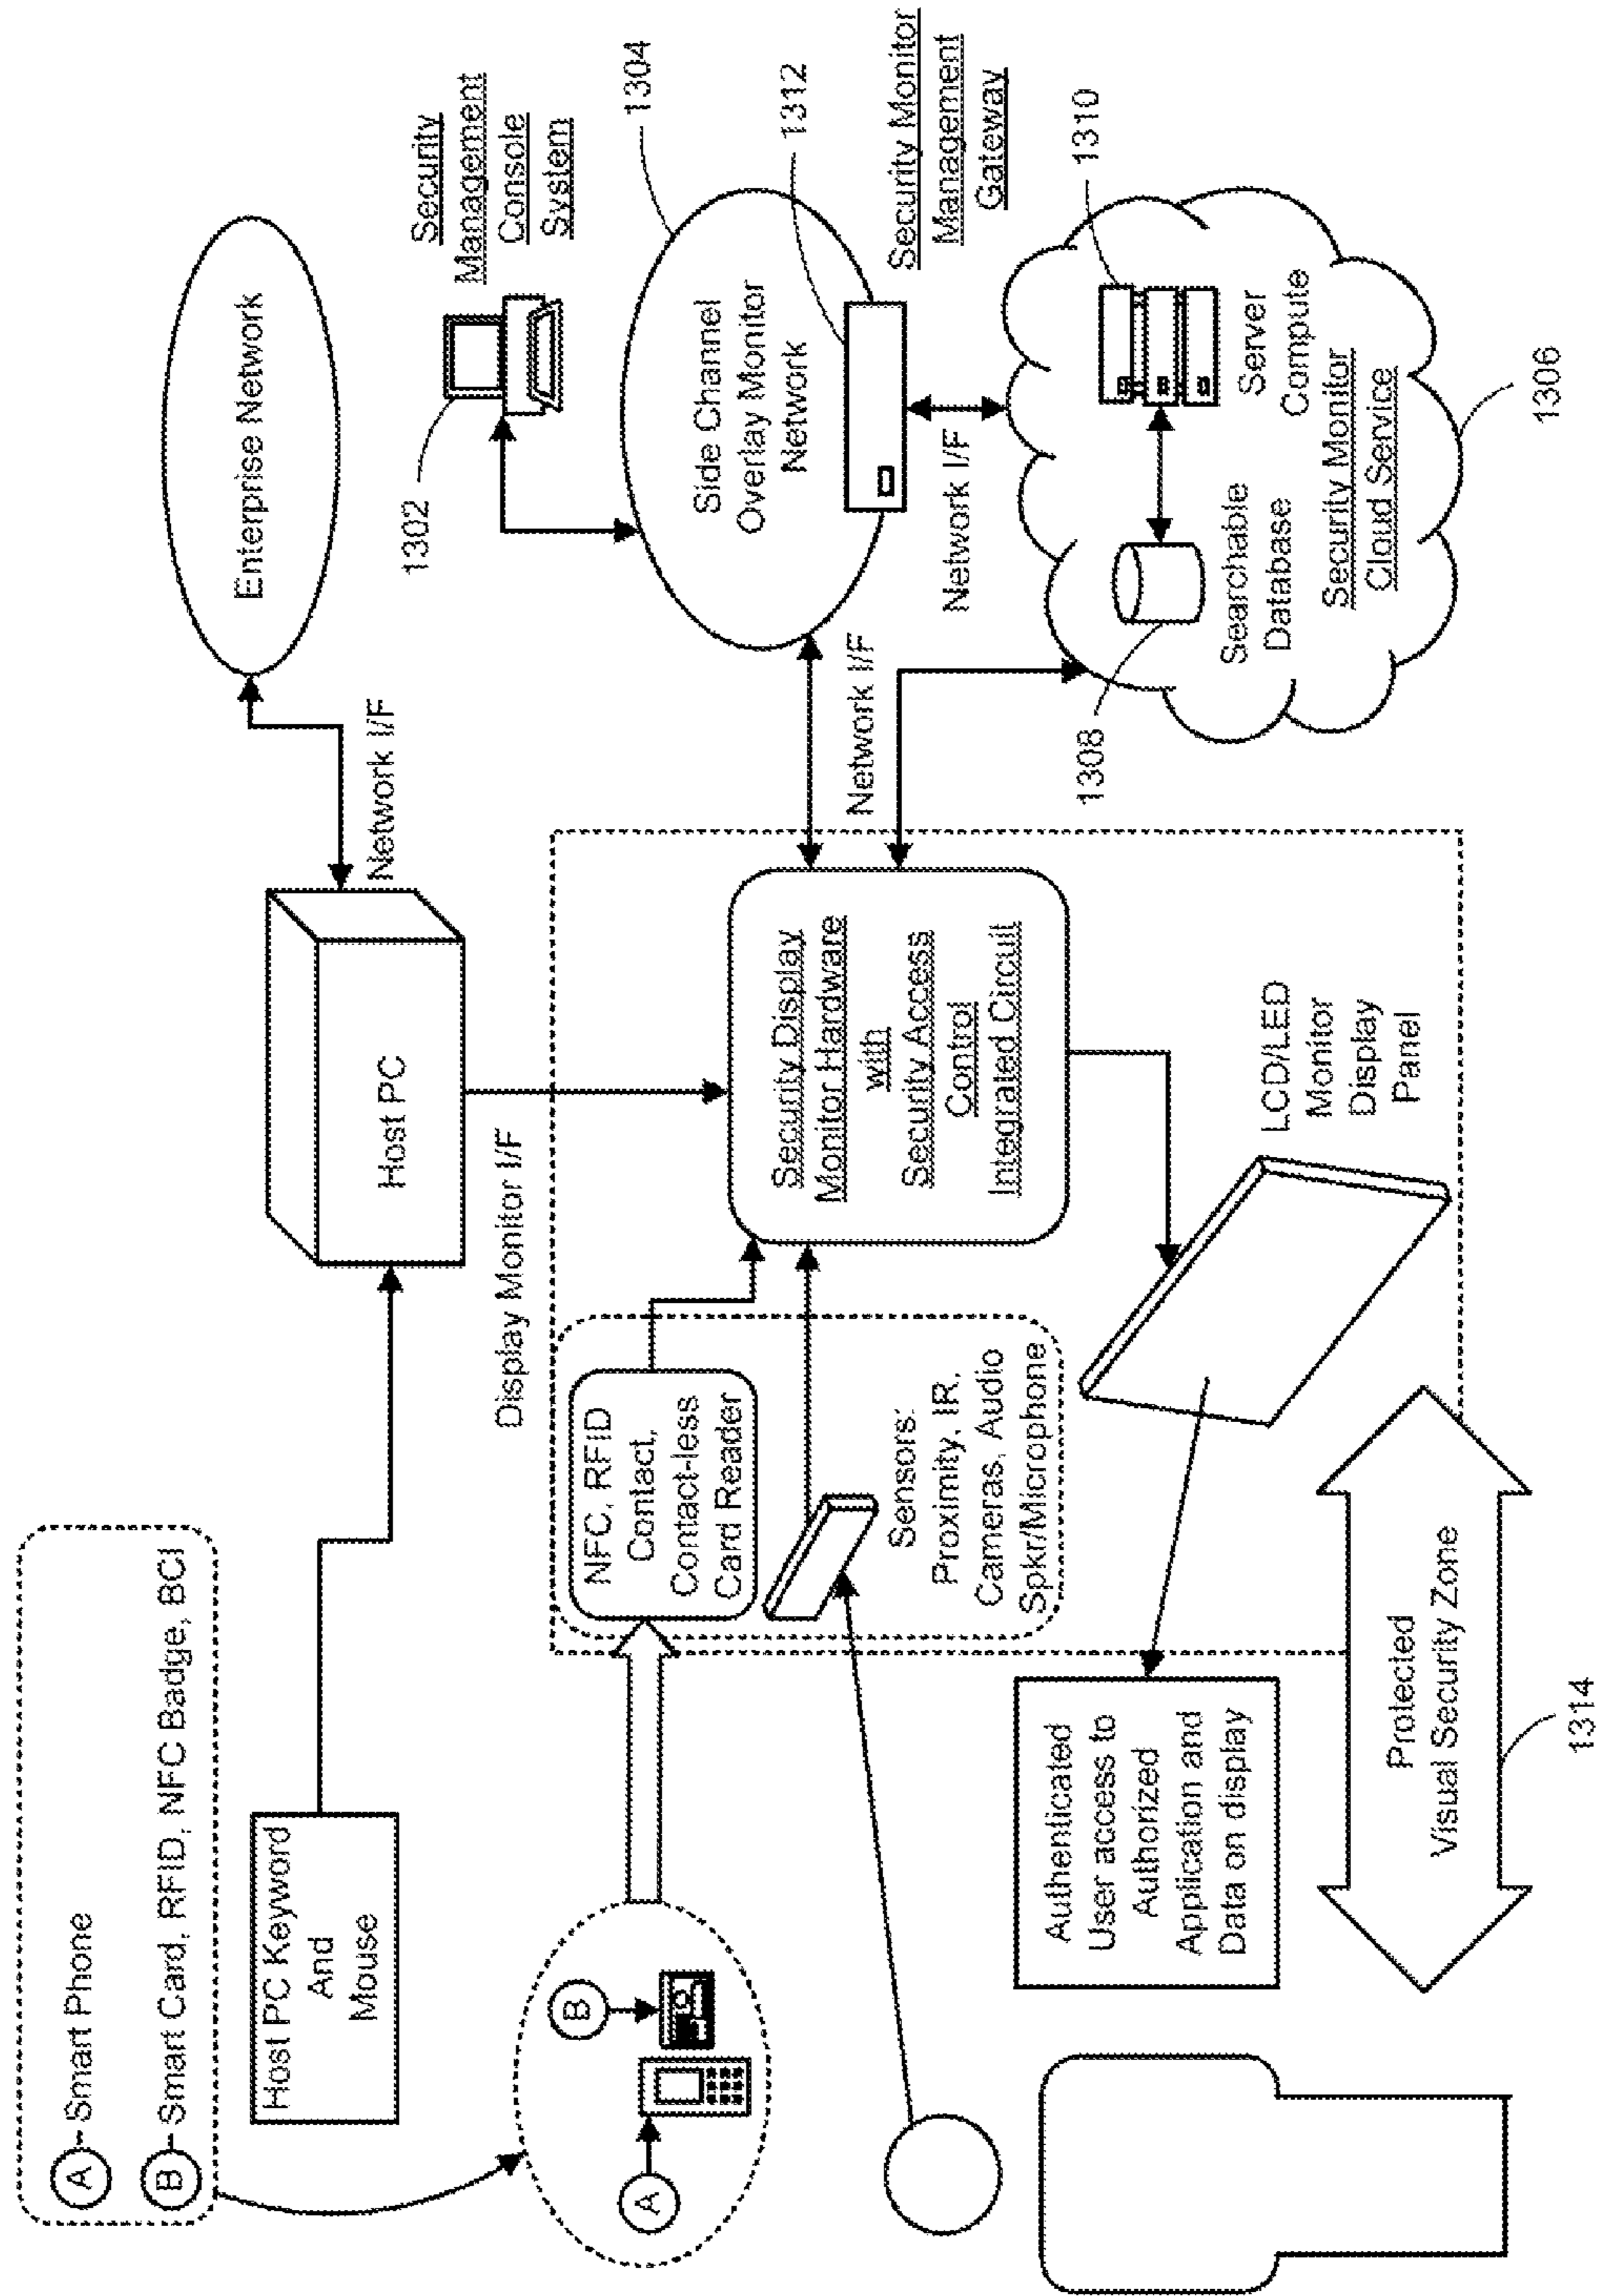 A
Smart Phone
B
Smart Card, RFID, NFC Badge, BCI
Host PC Keyword
And
Mouse
A
B
Host PC
Network I/F
Enterprise Network
Display Monitor I/F
NFC, RFID
Contact,
Contact-less
Card Reader
Sensors:
Proximity, IR,
Cameras, Audio
Spkr/Microphone
Security Display
Monitor Hardware
with
Security Access
Control
Integrated Circuit
LCD/LED
Monitor
Display
Panel
Authenticated
User access to
Authorized
Application and
Data on display
Protected
Visual Security Zone
1314
1302
Security
Management
Console
System
1304
Side Channel
Overlay Monitor
Network
1312
Security Monitor
Management
Gateway
Network I/F
Network I/F
1310
Server
Compute
Searchable
Database
Security Monitor
Cloud Service
1308
1306